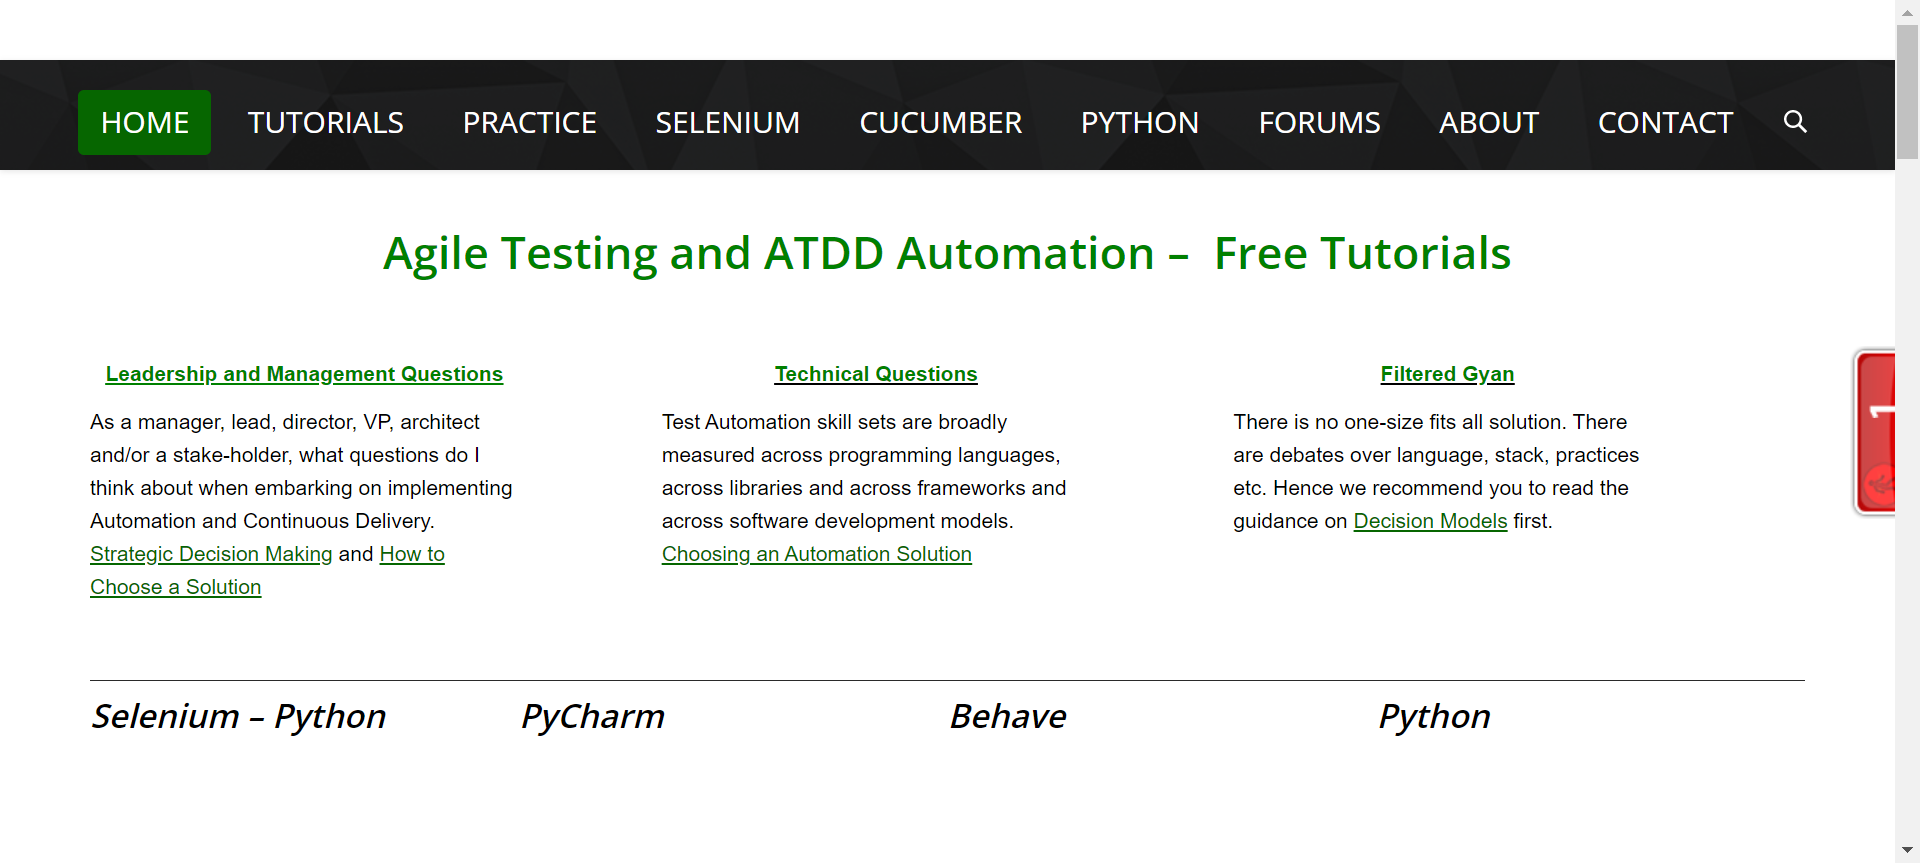 HOME TUTORIALS PRACTICE SELENIUM CUCUMBER PYTHON FORUMS ABOUT CONTACT
Agile Testing and ATDD Automation – Free Tutorials
Leadership and Management Questions
As a manager, lead, director, VP, architect
and/or a stake-holder, what questions do I
think about when embarking on implementing
Automation and Continuous Delivery.
Strategic Decision Making and How to
Choose a Solution
Technical Questions
Test Automation skill sets are broadly
measured across programming languages,
across libraries and across frameworks and
across software development models.
Choosing an Automation Solution
Filtered Gyan
There is no one-size fits all solution. There
are debates over language, stack, practices
etc. Hence we recommend you to read the
guidance on Decision Models first.
1
Selenium – Python PyCharm Behave Python